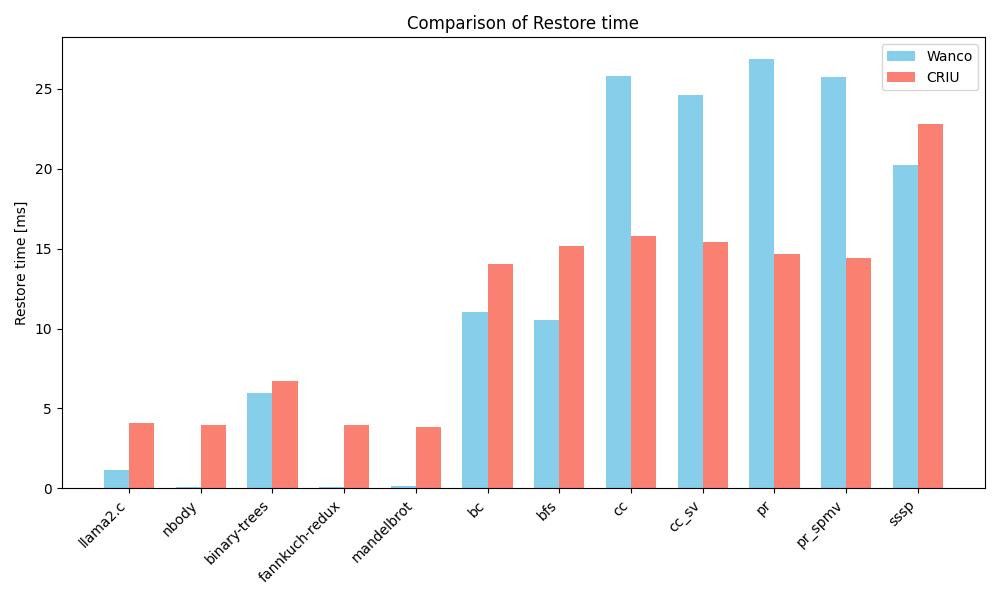 Comparison of Restore time
Wanco
CRIU
Restore time [ms]
25
20
15
10
5
0
llama2.c
nbody
binary-trees
fannkuch-redux
mandelbrot
bc
bfs
cc
cc_sv
pr
pr_spmv
sssp